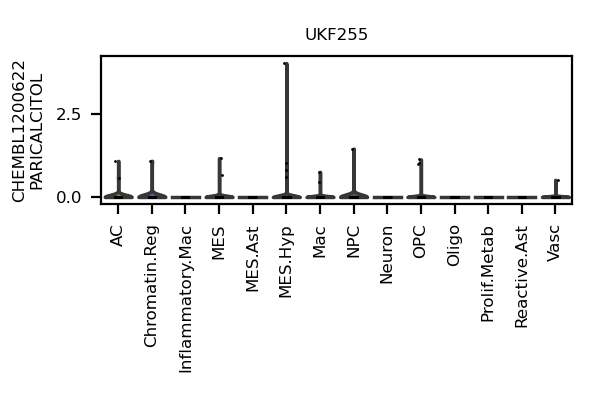 UKF255
CHEMBL1200622
PARICALCITOL
2.5
0.0
AC
Chromatin.Reg
Inflammatory.Mac
MES
MES.Ast
MES.Hyp
Mac
NPC
Neuron
OPC
Oligo
Prolif.Metab
Reactive.Ast
Vasc